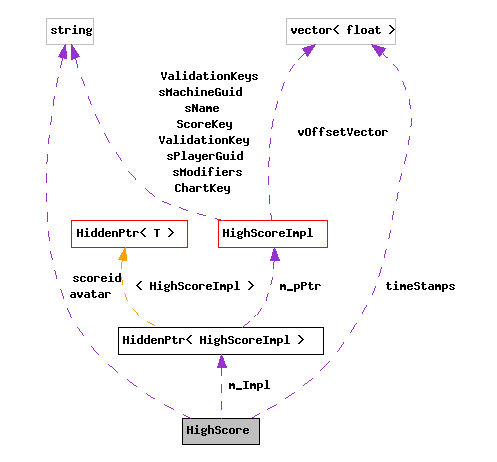 string
vector< float >
ValidationKeys
sMachineGuid
sName
ScoreKey
ValidationKey
sPlayerGuid
sModifiers
ChartKey
vOffsetVector
HiddenPtr< T >
HighScoreImpl
scoreid
avatar
< HighScoreImpl >
m_pPtr
timeStamps
HiddenPtr< HighScoreImpl >
m_Impl
HighScore